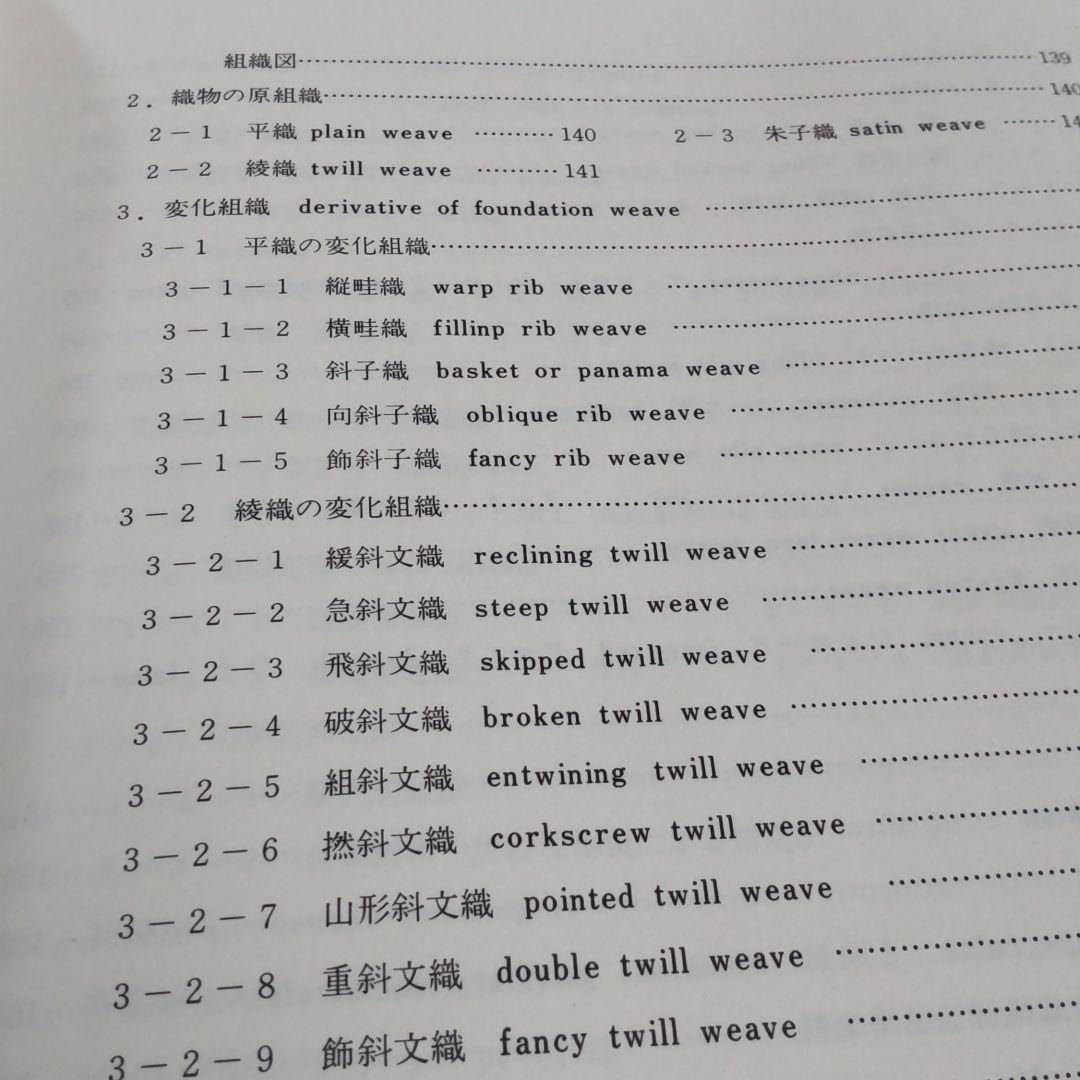 組織図……………………………………139
2．織物の原組織……………………………………140
2－1　平織 plain weave ………… 140　　2－3　朱子織 satin weave ………
2－2　綾織 twill weave ………… 141
3．変化組織　derivative of foundation weave ……………………
3－1　平織の変化組織……………………………………
3－1－1　縦畦織　warp rib weave ……………………
3－1－2　横畦織　fillinp rib weave ……………………
3－1－3　斜子織　basket or panama weave ……………………
3－1－4　向斜子織　oblique rib weave ……………………
3－1－5　飾斜子織　fancy rib weave ……………………
3－2　綾織の変化組織……………………………………
3－2－1　緩斜文織　reclining twill weave ……………………
3－2－2　急斜文織　steep twill weave ……………………
3－2－3　飛斜文織　skipped twill weave ……………………
3－2－4　破斜文織　broken twill weave ……………………
3－2－5　組斜文織　entwining twill weave ……………………
3－2－6　撚斜文織　corkscrew twill weave ……………………
3－2－7　山形斜文織　pointed twill weave ……………………
3－2－8　重斜文織　double twill weave ……………………
3－2－9　飾斜文織　fancy twill weave ……………………